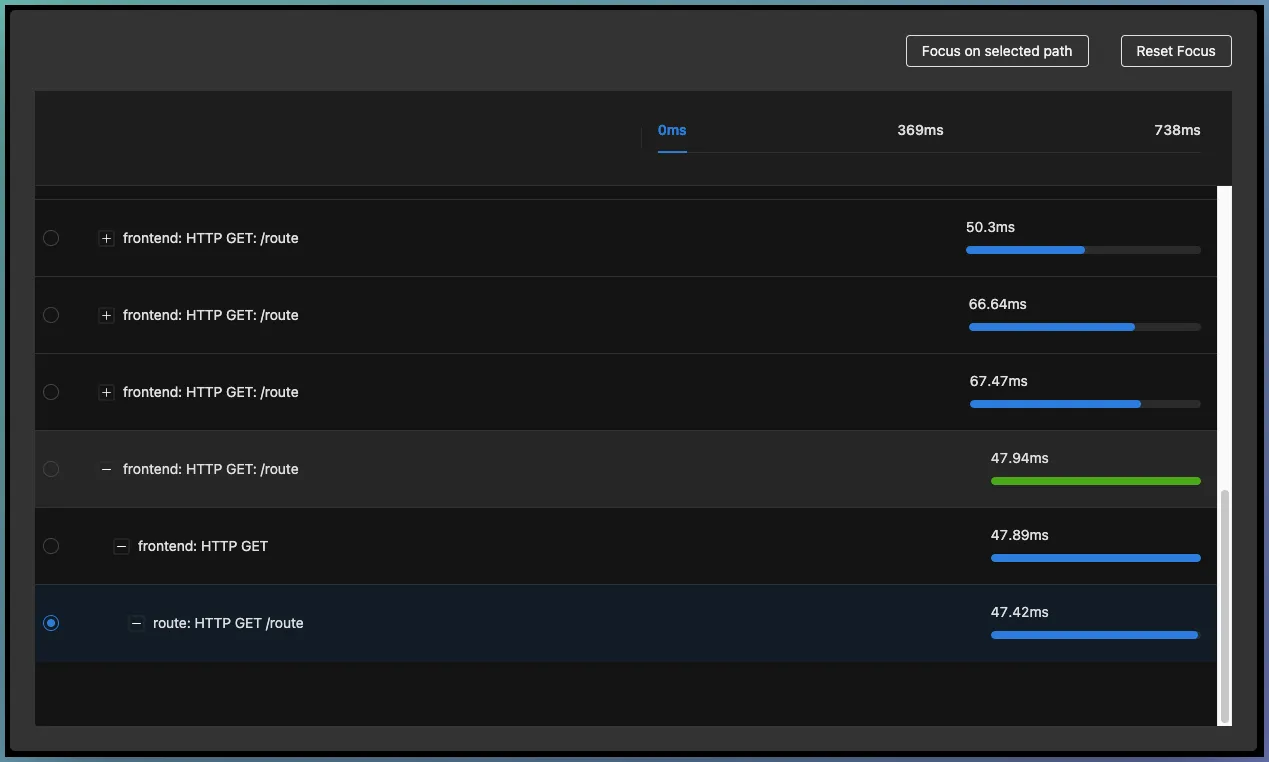 Focus on selected path
Reset Focus
0ms 369ms 738ms
frontend: HTTP GET: /route
50.3ms
frontend: HTTP GET: /route
66.64ms
frontend: HTTP GET: /route
67.47ms
frontend: HTTP GET: /route
47.94ms
frontend: HTTP GET
47.89ms
route: HTTP GET /route
47.42ms